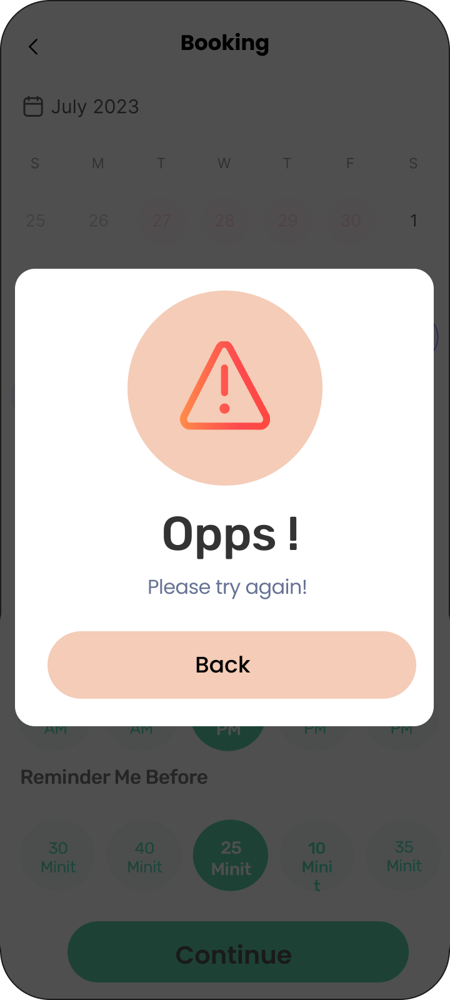 Booking
July 2023
S M T W T F S
25 26 27 28 29 30 1
Opps !
Please try again!
Back
AM AM PM PM PM
Reminder Me Before
30 40 25 10 35
Minit Minit Minit Mini Minit
t
Continue